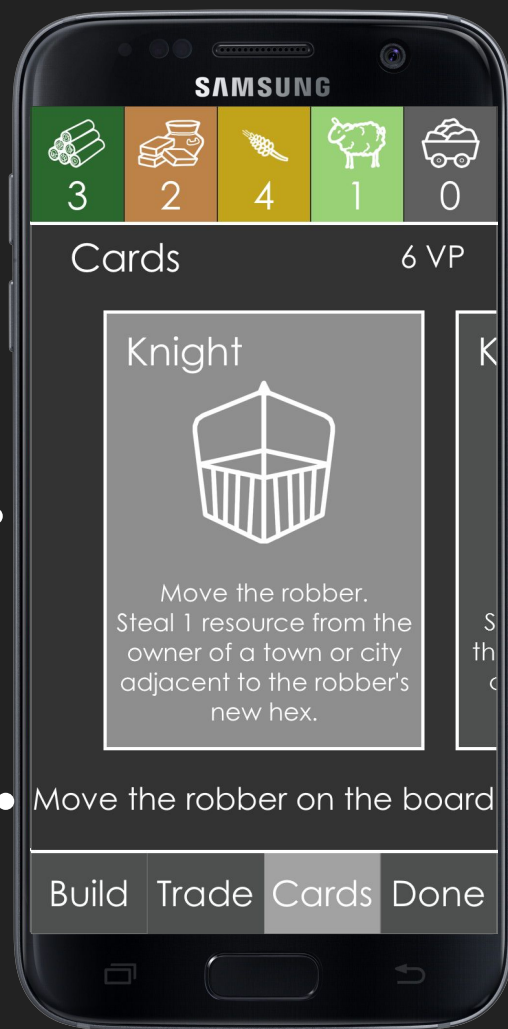 SAMSUNG
3 2 4 1 0
Cards 6 VP
Knight K
Move the robber.
Steal 1 resource from the S
owner of a town or city th
adjacent to the robber's
new hex.
Move the robber on the board
Build Trade Cards Done